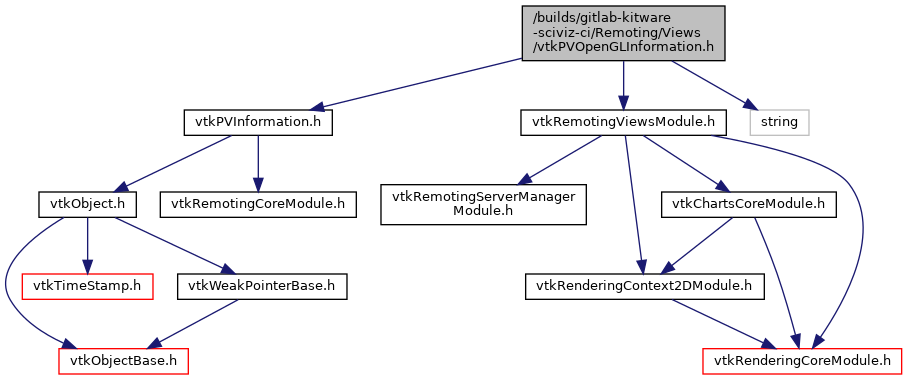 /builds/gitlab-kitware
-sciviz-ci/Remoting/Views
/vtkPVOpenGLInformation.h
vtkPVInformation.h
vtkRemotingViewsModule.h
string
vtkObject.h
vtkRemotingCoreModule.h
vtkRemotingServerManager
Module.h
vtkChartsCoreModule.h
vtkTimeStamp.h
vtkWeakPointerBase.h
vtkRenderingContext2DModule.h
vtkObjectBase.h
vtkRenderingCoreModule.h